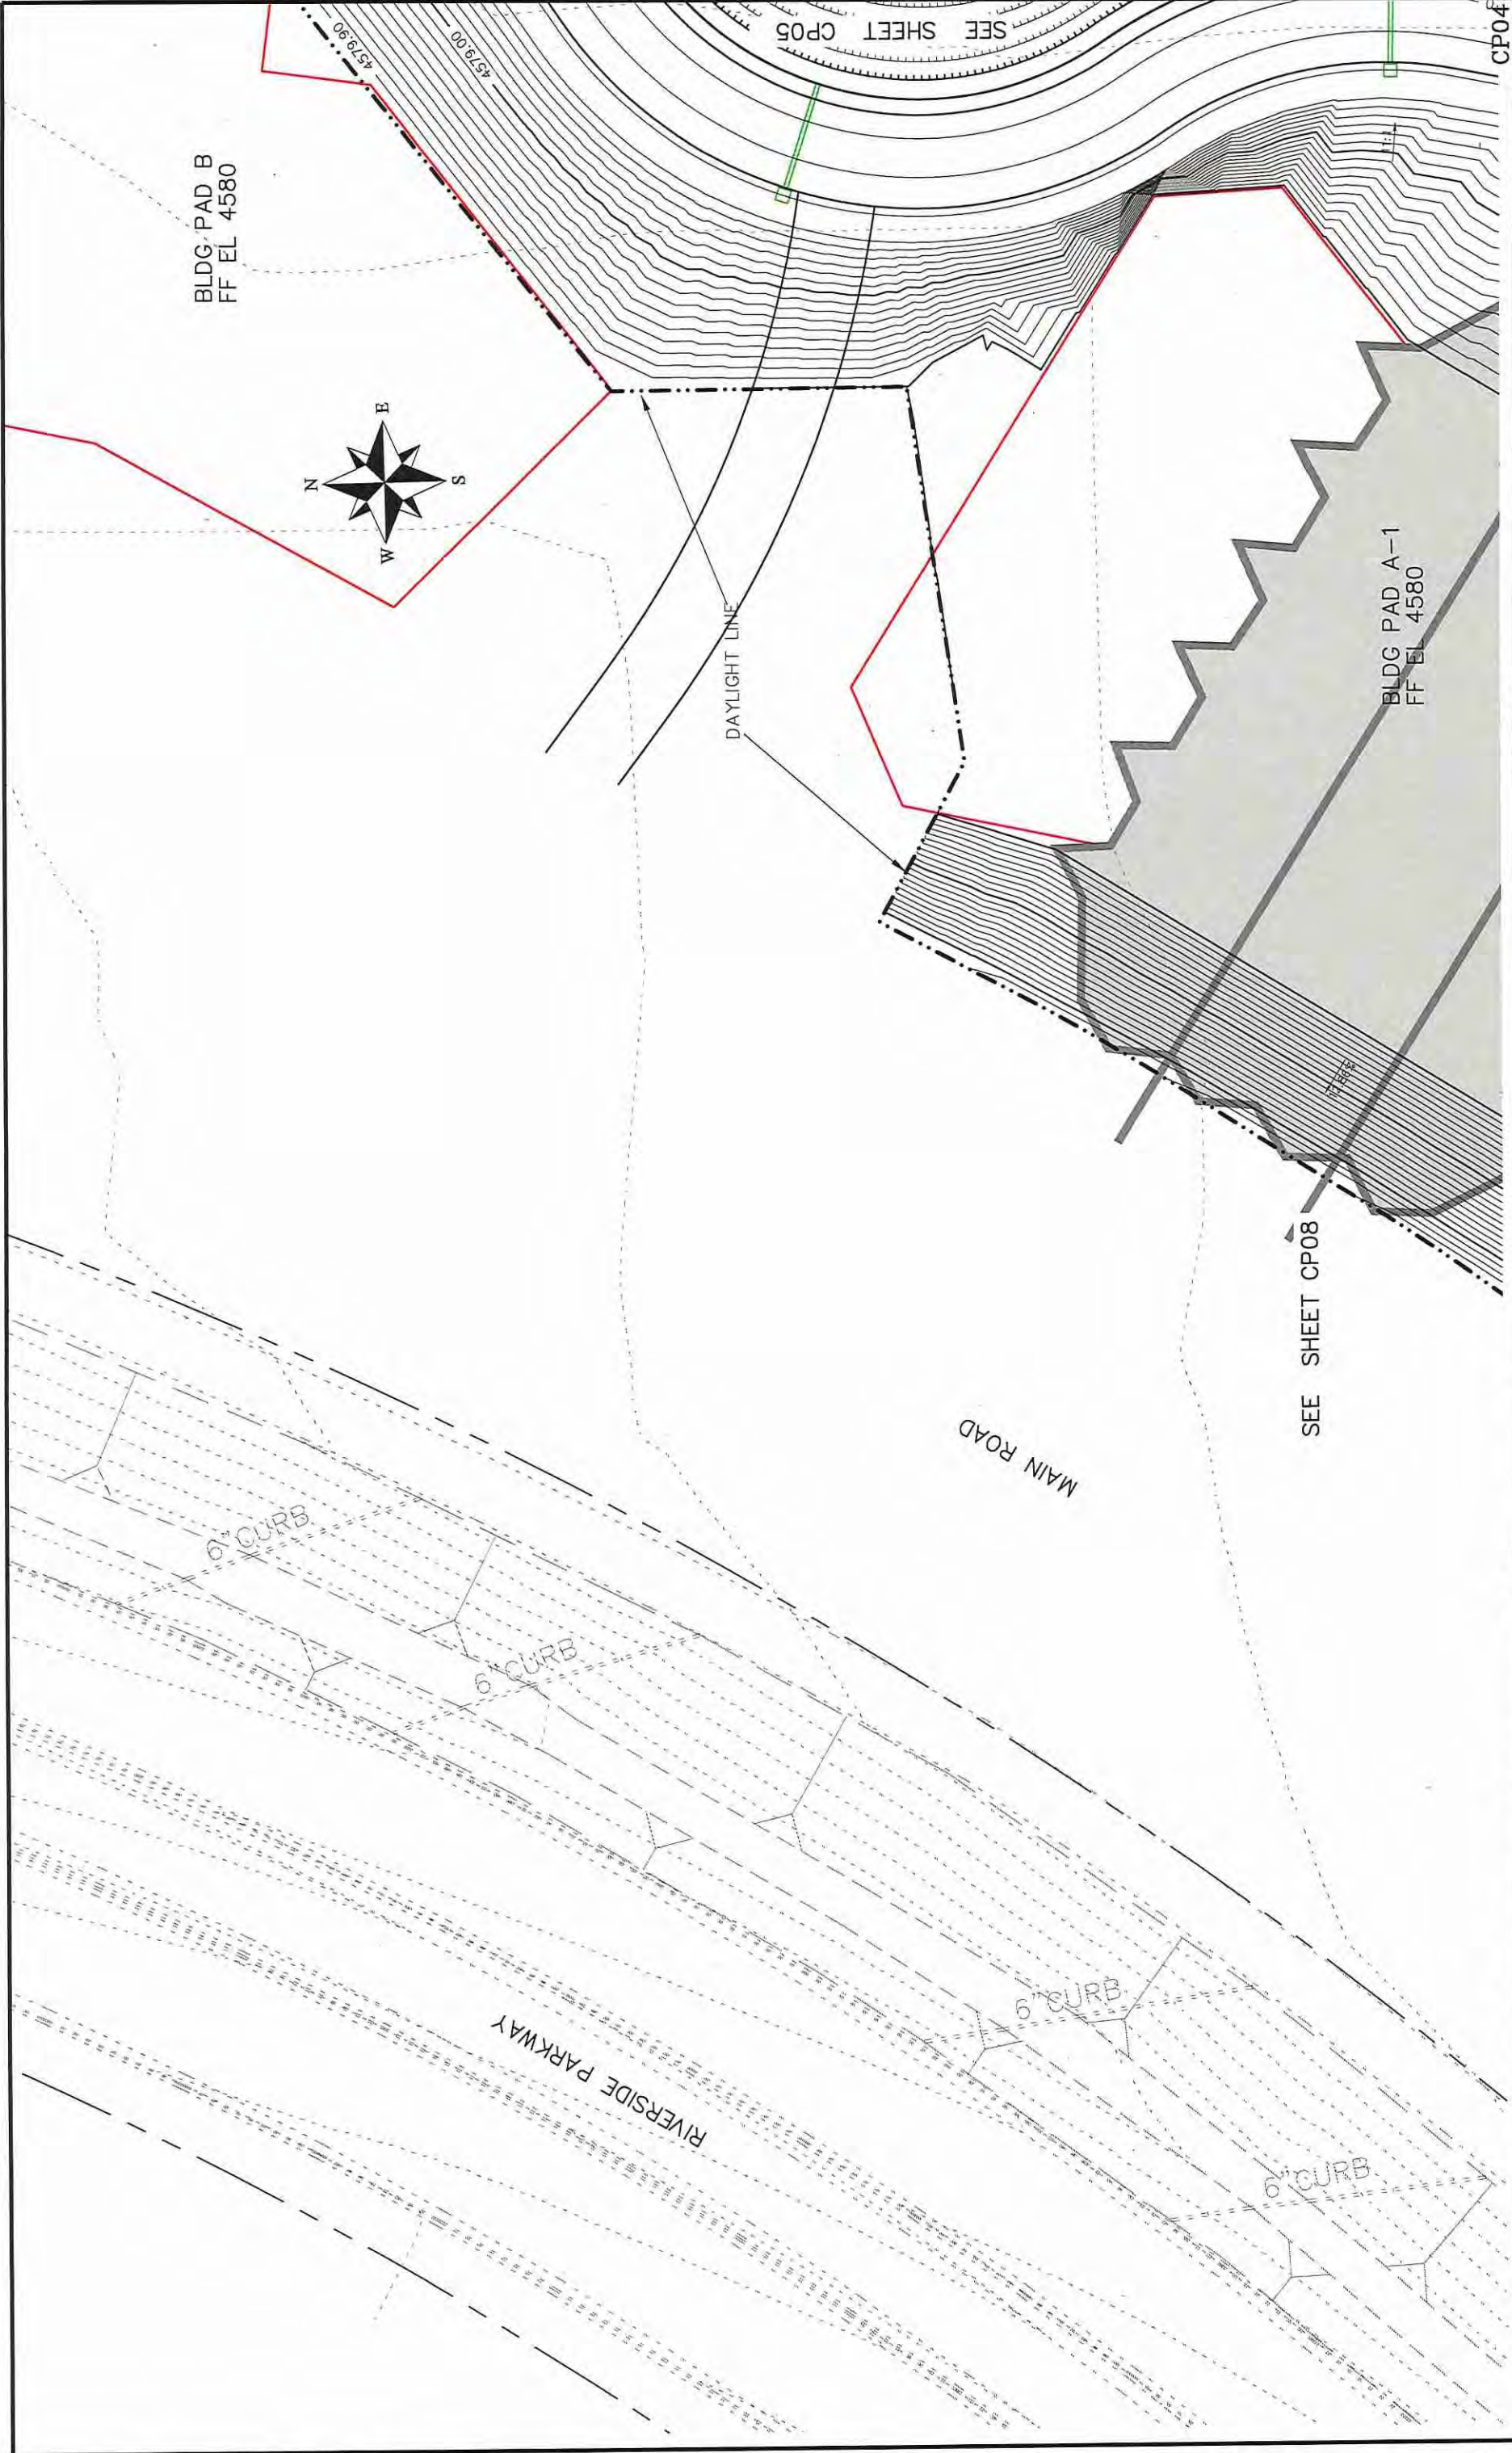 SEE SHEET CP05
CP04
4579.90
4579.00
BLDG PAD B
FF EL 4580
N
E
S
W
DAYLIGHT LINE
BLDG PAD A-1
FF EL 4580
SEE SHEET CP08
MAIN ROAD
6"CURB
6"CURB
RIVERSIDE PARKWAY
6"CURB
6"CURB